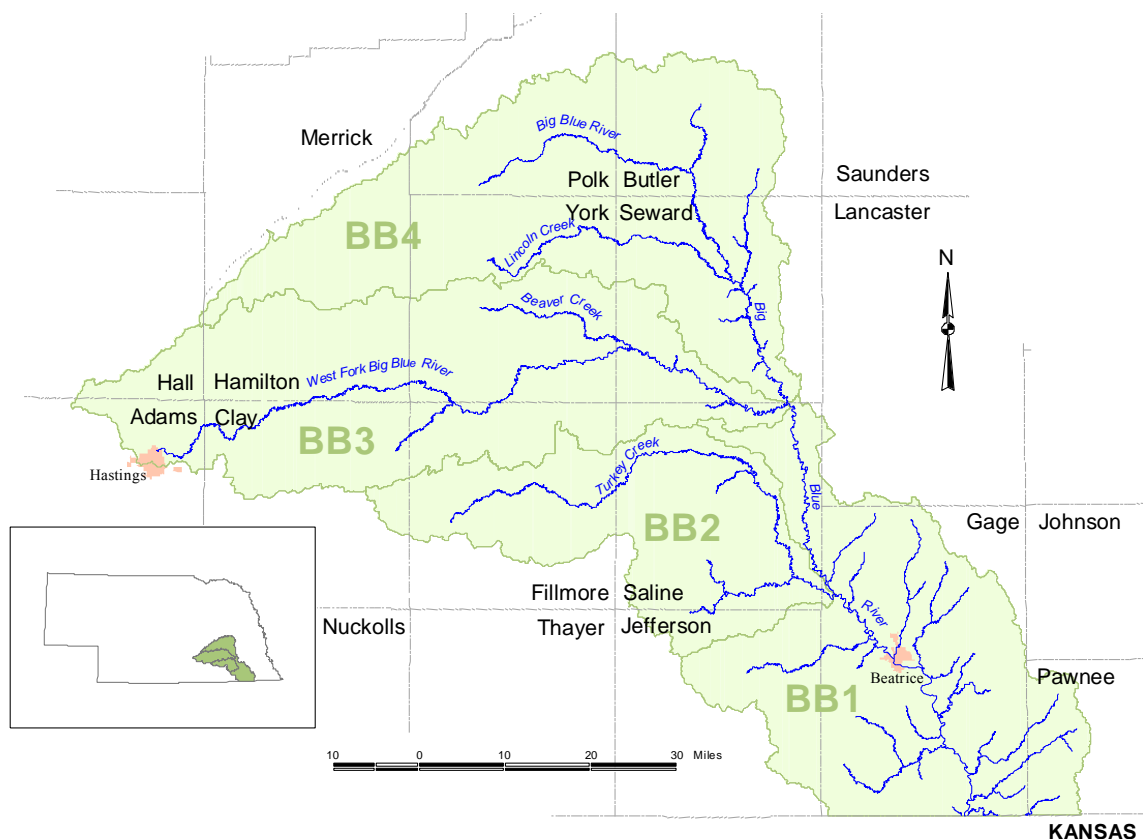 Big Blue River
Merrick
Polk Butler
Saunders
York Seward
Lancaster
BB4
Lincoln Creek
N
Beaver Creek
Big
West Fork Big Blue River
Hall Hamilton
Adams Clay
BB3
Hastings
Turkey Creek
Blue
BB2
Gage Johnson
Fillmore Saline
River
Nuckolls
Thayer Jefferson
Beatrice
Pawnee
BB1
10 0 10 20 30 Miles
KANSAS